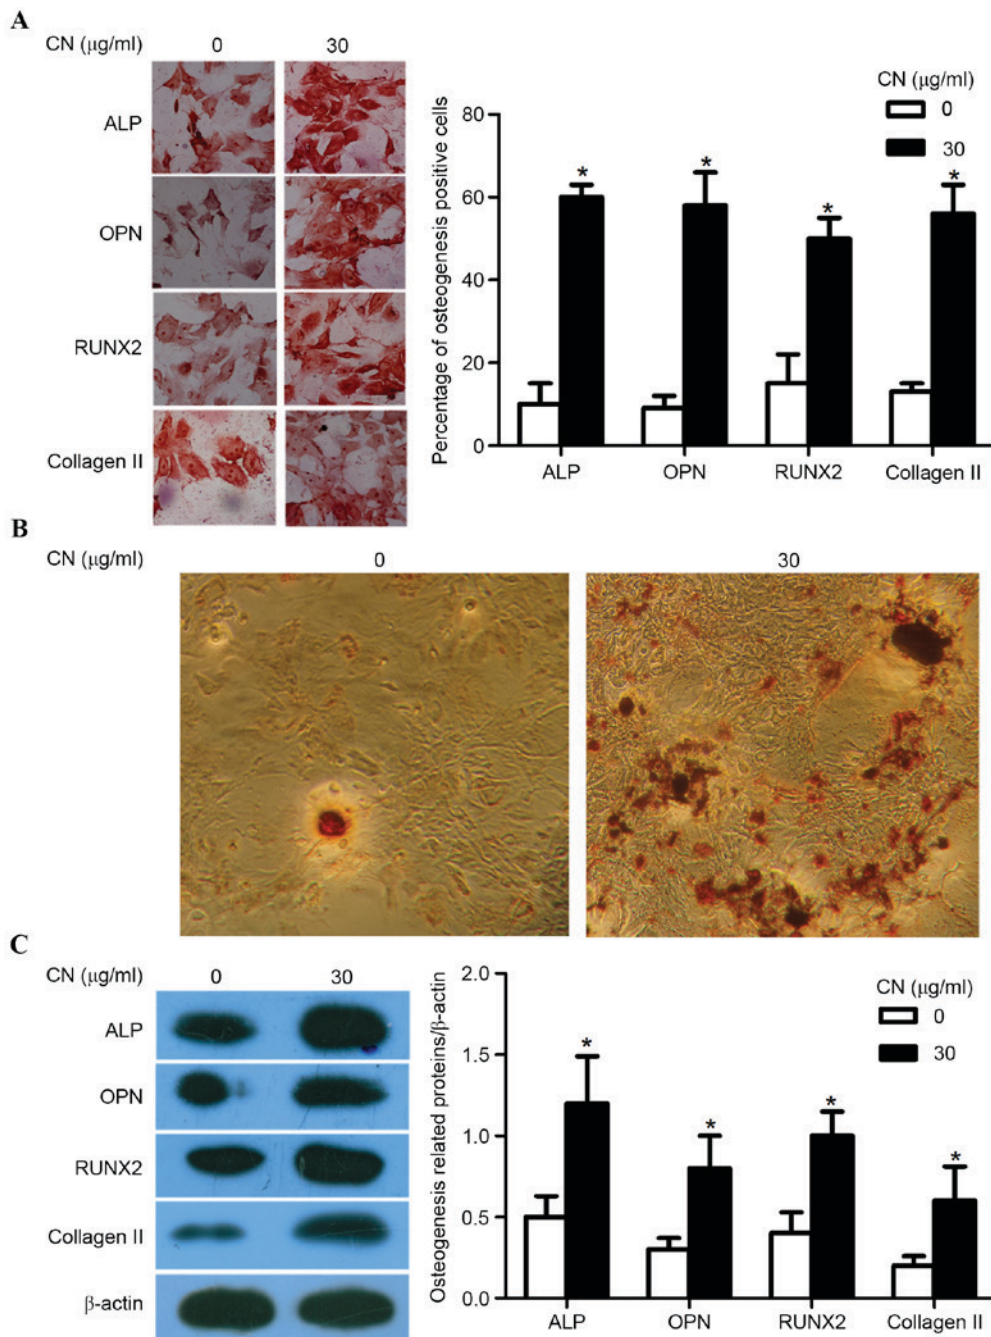 A
CN (μg/ml)
0
30
ALP
OPN
RUNX2
Collagen II
Percentage of osteogenesis positive cells
80
60
40
20
0
CN (μg/ml)
0
30
*
*
*
*
ALP
OPN
RUNX2
Collagen II
B
CN (μg/ml)
0
30
C
CN (μg/ml)
0
30
ALP
OPN
RUNX2
Collagen II
β-actin
Osteogenesis related proteins/β-actin
2.0
1.5
1.0
0.5
0.0
CN (μg/ml)
0
30
*
*
*
*
ALP
OPN
RUNX2
Collagen II